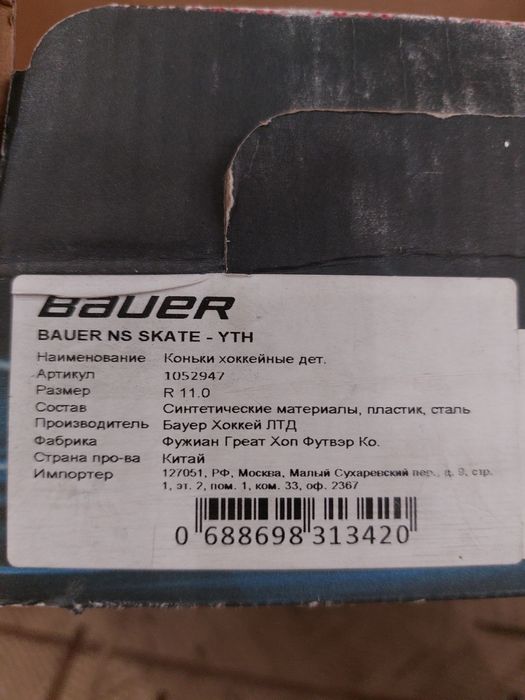 BAUER
BAUER NS SKATE - YTH
Наименование Коньки хоккейные дет.
Артикул 1052947
Размер R 11.0
Состав Синтетические материалы, пластик, сталь
Производитель Бауер Хоккей ЛТД
Фабрика Фужиан Греат Хоп Футвэр Ко.
Страна про-ва Китай
Импортер 127051, РФ, Москва, Малый Сухаревский пер., д. 9, стр.
1, эт. 2, пом. 1, ком. 33, оф. 2367
0 688698 313420